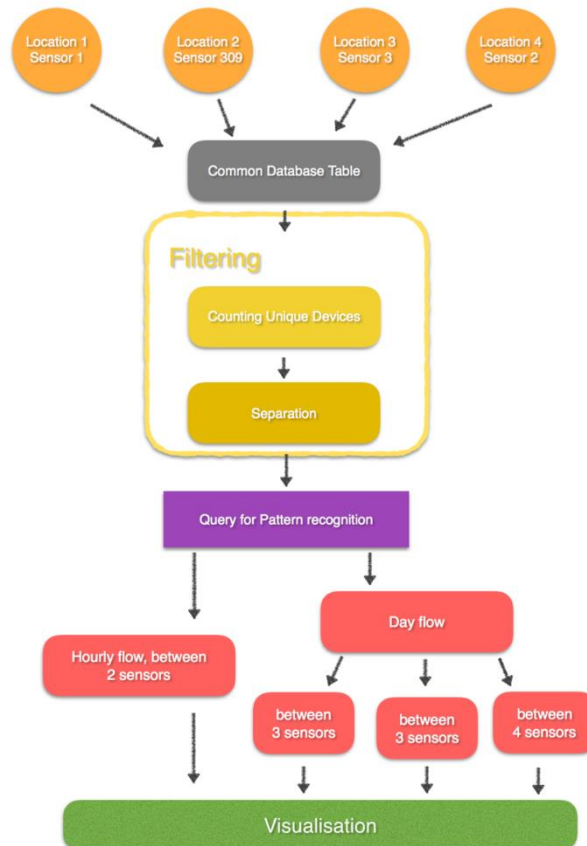 Location 1
Sensor 1
Location 2
Sensor 309
Location 3
Sensor 3
Location 4
Sensor 2
Common Database Table
Filtering
Counting Unique Devices
Separation
Query for Pattern recognition
Day flow
Hourly flow, between
2 sensors
between
3 sensors
between
3 sensors
between
4 sensors
Visualisation